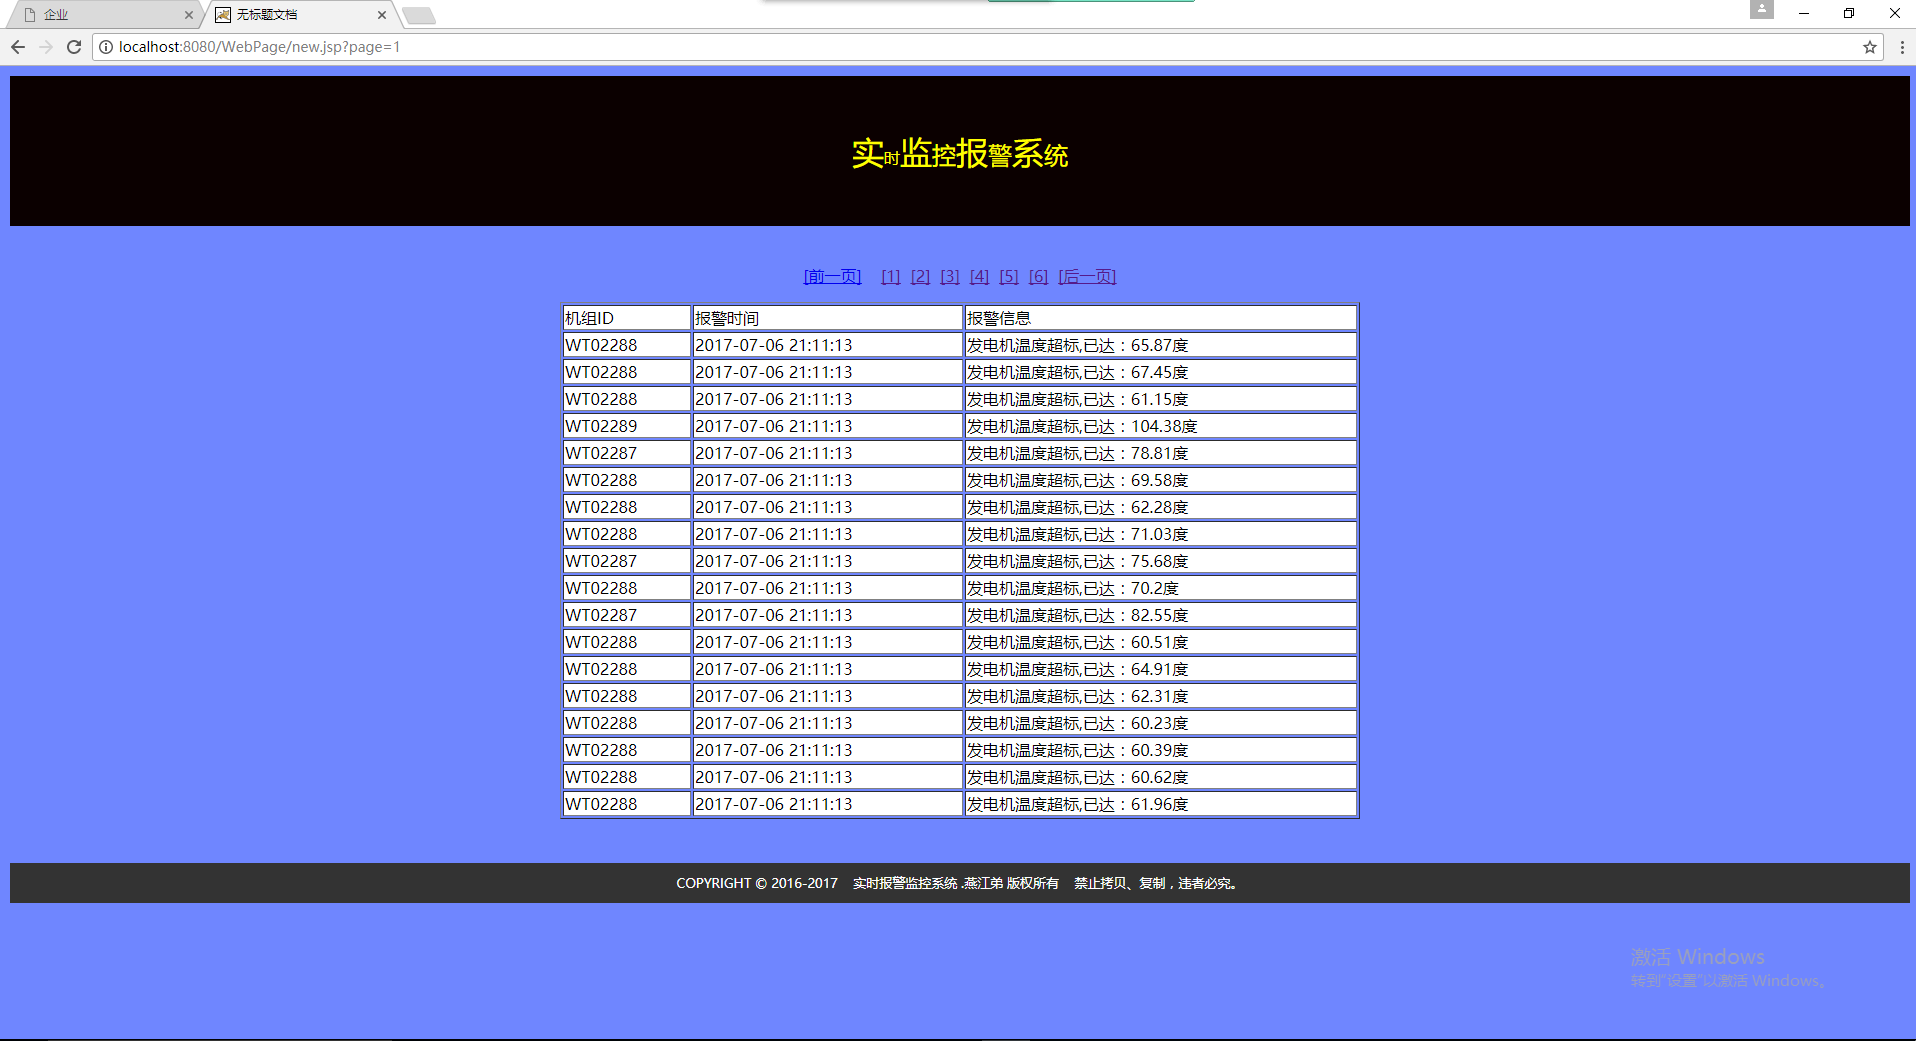 企业
无标题文档
localhost:8080/WebPage/new.jsp?page=1
实时监控报警系统
[前一页] [1] [2] [3] [4] [5] [6] [后一页]
机组ID 报警时间 报警信息
WT02288 2017-07-06 21:11:13 发电机温度超标,已达：65.87度
WT02288 2017-07-06 21:11:13 发电机温度超标,已达：67.45度
WT02288 2017-07-06 21:11:13 发电机温度超标,已达：61.15度
WT02289 2017-07-06 21:11:13 发电机温度超标,已达：104.38度
WT02287 2017-07-06 21:11:13 发电机温度超标,已达：78.81度
WT02288 2017-07-06 21:11:13 发电机温度超标,已达：69.58度
WT02288 2017-07-06 21:11:13 发电机温度超标,已达：62.28度
WT02288 2017-07-06 21:11:13 发电机温度超标,已达：71.03度
WT02287 2017-07-06 21:11:13 发电机温度超标,已达：75.68度
WT02288 2017-07-06 21:11:13 发电机温度超标,已达：70.2度
WT02287 2017-07-06 21:11:13 发电机温度超标,已达：82.55度
WT02288 2017-07-06 21:11:13 发电机温度超标,已达：60.51度
WT02288 2017-07-06 21:11:13 发电机温度超标,已达：64.91度
WT02288 2017-07-06 21:11:13 发电机温度超标,已达：62.31度
WT02288 2017-07-06 21:11:13 发电机温度超标,已达：60.23度
WT02288 2017-07-06 21:11:13 发电机温度超标,已达：60.39度
WT02288 2017-07-06 21:11:13 发电机温度超标,已达：60.62度
WT02288 2017-07-06 21:11:13 发电机温度超标,已达：61.96度
COPYRIGHT © 2016-2017 实时报警监控系统 .燕江弟 版权所有 禁止拷贝、复制，违者必究。
激活 Windows
转到"设置"以激活 Windows。